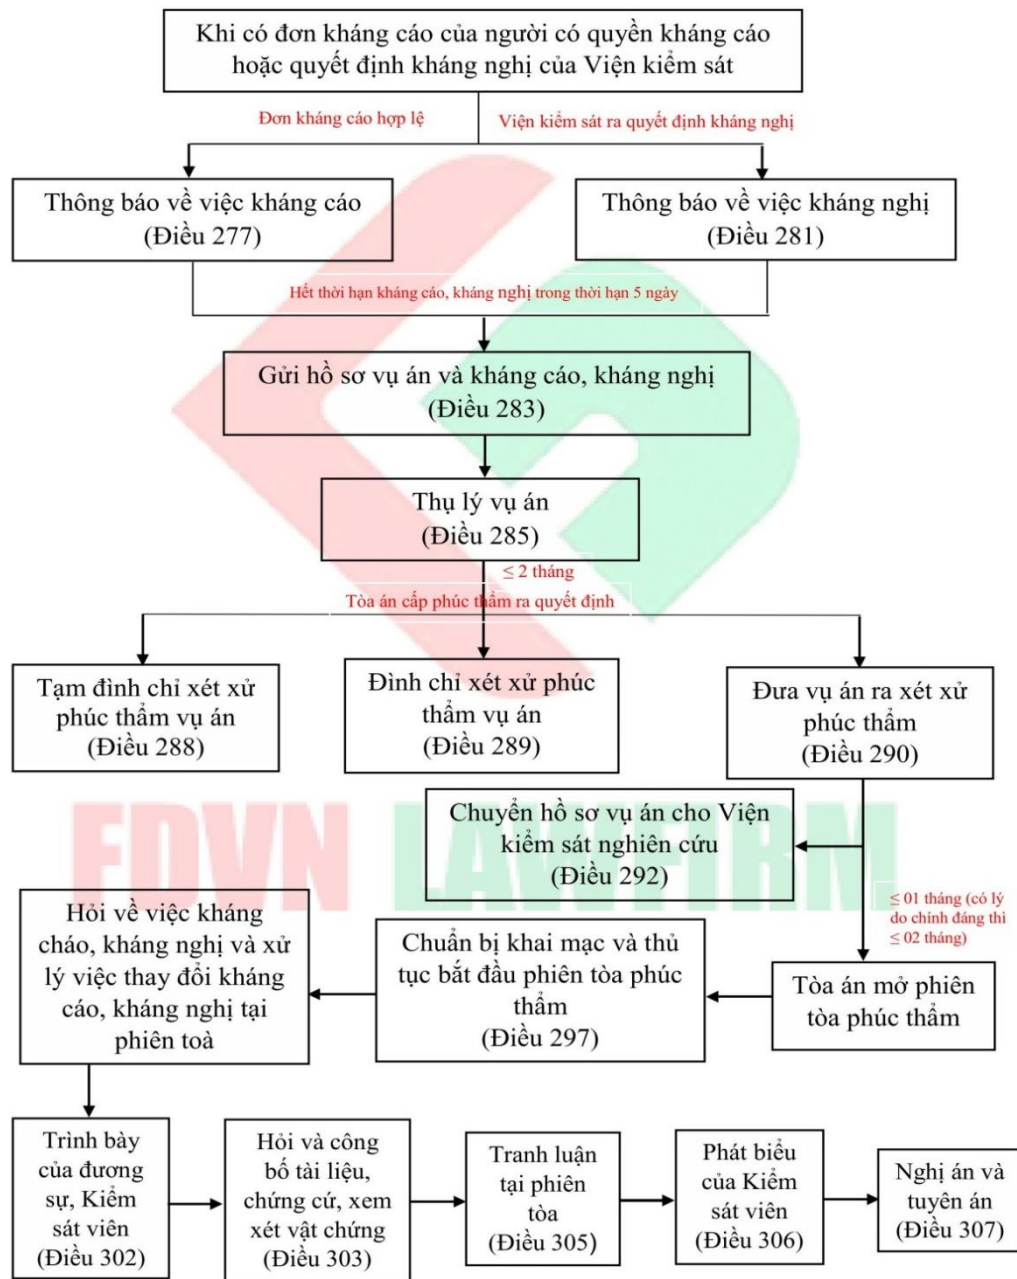 Khi có đơn kháng cáo của người có quyền kháng cáo
hoặc quyết định kháng nghị của Viện kiểm sát
Đơn kháng cáo hợp lệ
Viện kiểm sát ra quyết định kháng nghị
Thông báo về việc kháng cáo
(Điều 277)
Thông báo về việc kháng nghị
(Điều 281)
Hết thời hạn kháng cáo, kháng nghị trong thời hạn 5 ngày
Gửi hồ sơ vụ án và kháng cáo, kháng nghị
(Điều 283)
Thụ lý vụ án
(Điều 285)
≤ 2 tháng
Tòa án cấp phúc thẩm ra quyết định
Tạm đình chỉ xét xử
phúc thẩm vụ án
(Điều 288)
Đình chỉ xét xử phúc
thẩm vụ án
(Điều 289)
Đưa vụ án ra xét xử
phúc thẩm
(Điều 290)
Chuyển hồ sơ vụ án cho Viện
kiểm sát nghiên cứu
(Điều 292)
FDVN LAWFIRM
≤ 01 tháng (có lý
do chính đáng thì
≤ 02 tháng)
Tòa án mở phiên
tòa phúc thẩm
Chuẩn bị khai mạc và thủ
tục bắt đầu phiên tòa phúc
thẩm
(Điều 297)
Hỏi về việc kháng
cháo, kháng nghị và xử
lý việc thay đổi kháng
cáo, kháng nghị tại
phiên toà
Trình bày
của đương
sự, Kiểm
sát viên
(Điều 302)
Hỏi và công
bố tài liệu,
chứng cứ, xem
xét vật chứng
(Điều 303)
Tranh luận
tại phiên
tòa
(Điều 305)
Phát biểu
của Kiểm
sát viên
(Điều 306)
Nghị án và
tuyên án
(Điều 307)